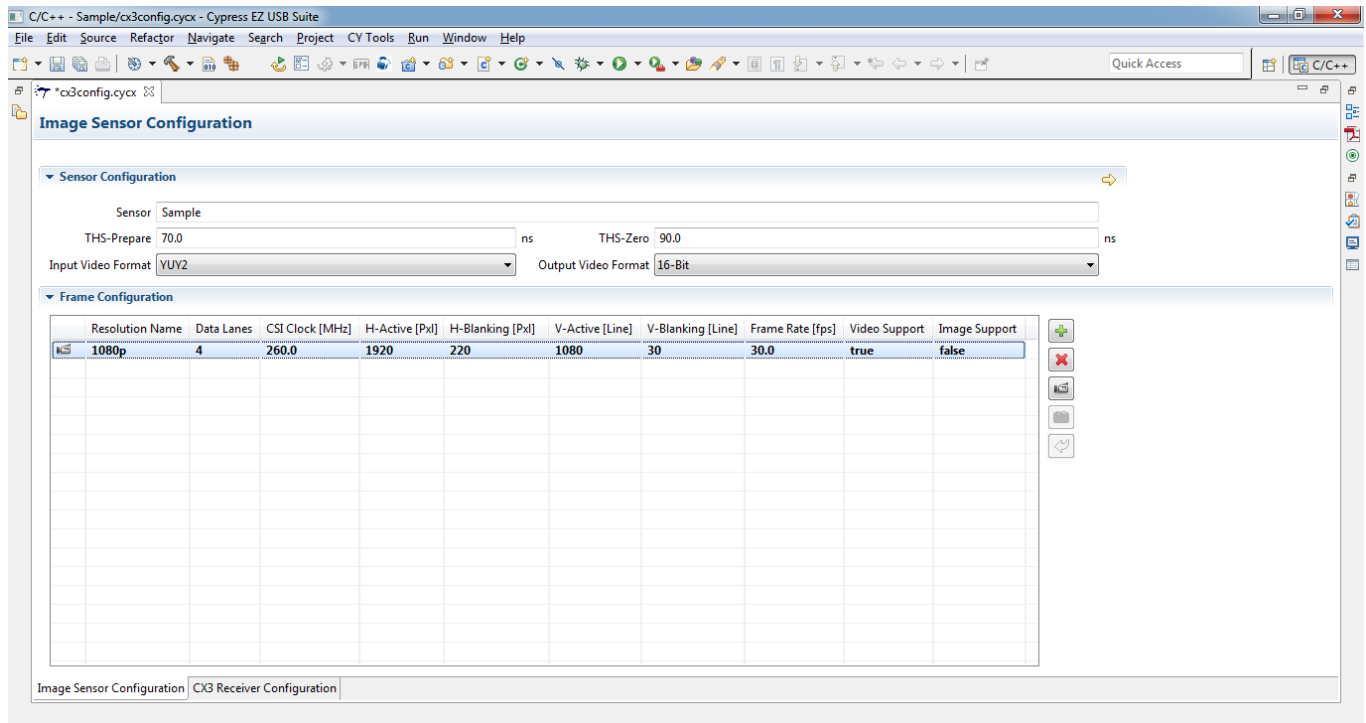 C/C++ - Sample/cx3config.cycx - Cypress EZ USB Suite
File Edit Source Refactor Navigate Search Project CY Tools Run Window Help
Quick Access C/C++
*cx3config.cycx
Image Sensor Configuration
Sensor Configuration
Sensor Sample
THS-Prepare 70.0 ns THS-Zero 90.0 ns
Input Video Format YUY2 Output Video Format 16-Bit
Frame Configuration
Resolution Name Data Lanes CSI Clock [MHz] H-Active [Pxl] H-Blanking [Pxl] V-Active [Line] V-Blanking [Line] Frame Rate [fps] Video Support Image Support
1080p 4 260.0 1920 220 1080 30 30.0 true false
Image Sensor Configuration CX3 Receiver Configuration